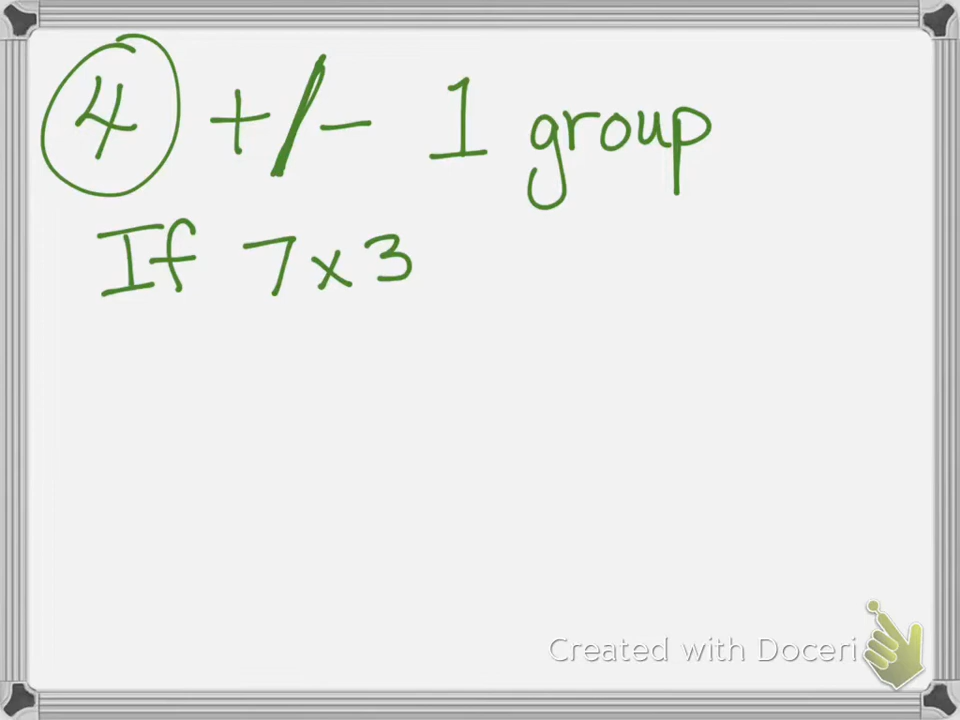 4 +/- 1 group
If 7x3
Created with Doceri